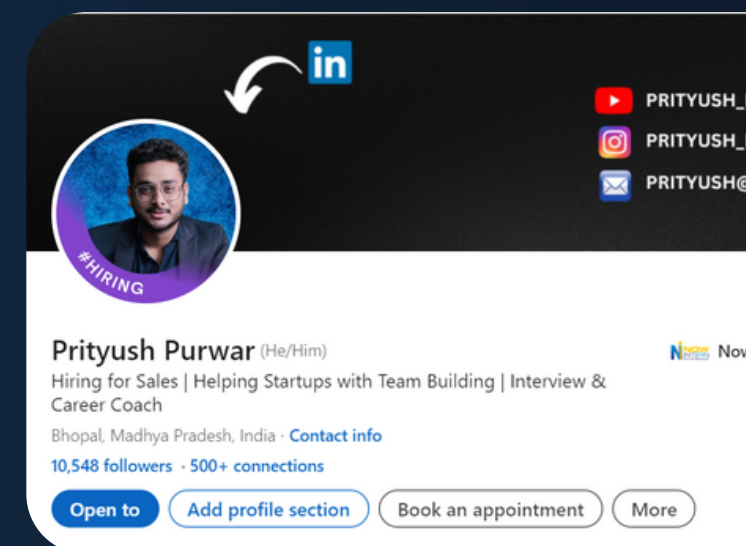 in
PRITYUSH_
PRITYUSH_
PRITYUSH@
#HIRING
Prityush Purwar (He/Him)
Now
Hiring for Sales | Helping Startups with Team Building | Interview &
Career Coach
Bhopal, Madhya Pradesh, India · Contact info
10,548 followers · 500+ connections
Open to
Add profile section
Book an appointment
More